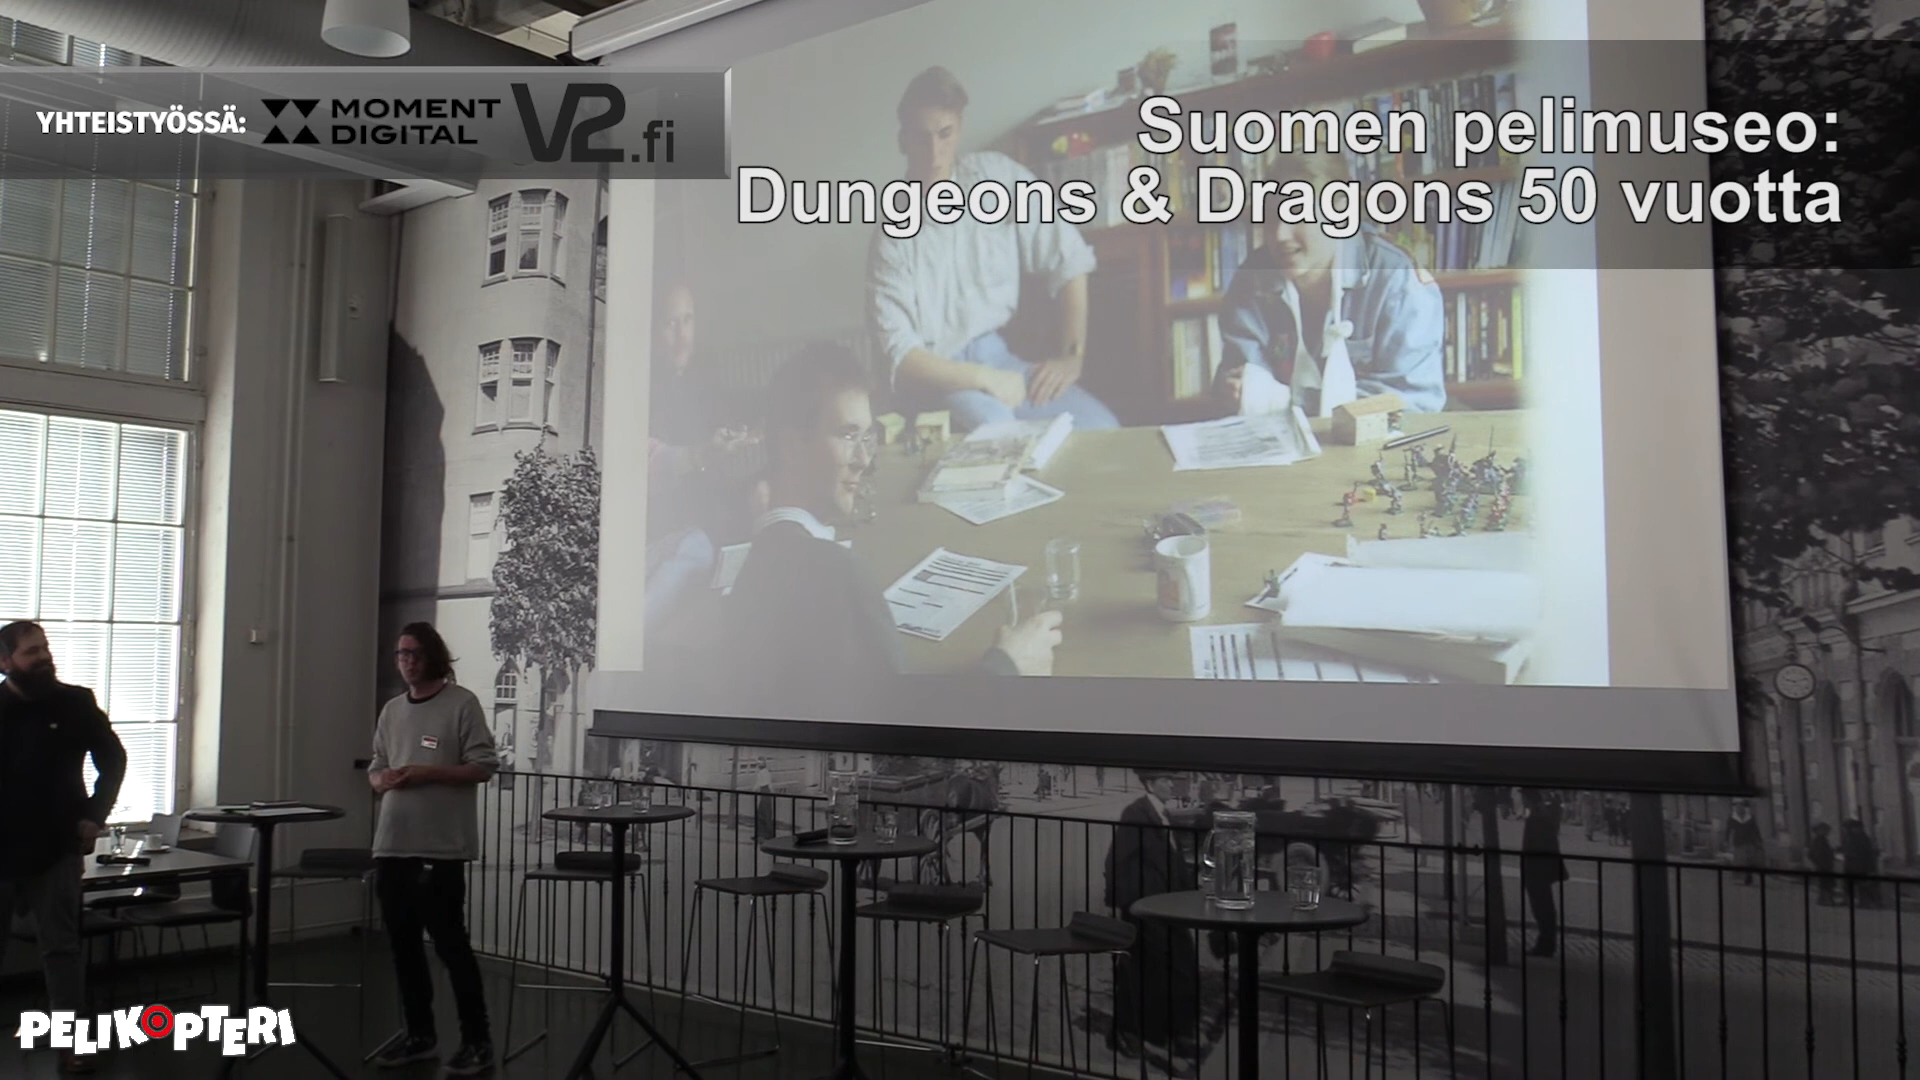 YHTEISTYÖSSÄ:
MOMENT
DIGITAL
V2.fi
Suomen pelimuseo:
Dungeons & Dragons 50 vuotta
PELIKOPTERI